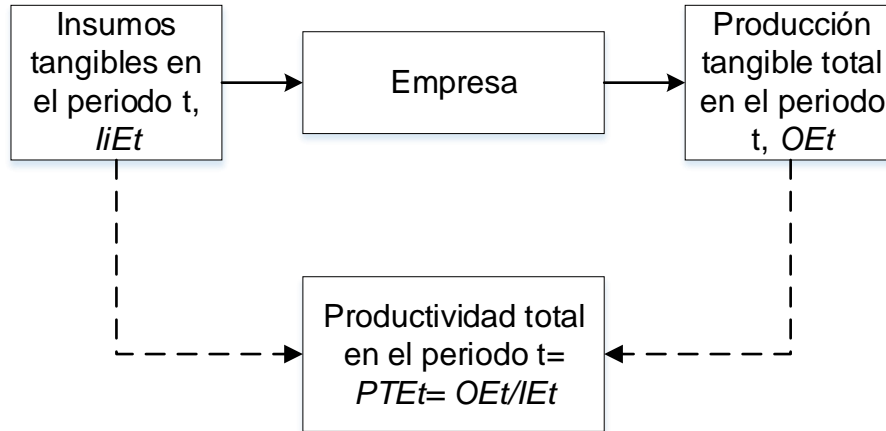 Insumos
tangibles en
el periodo t,
IiEt
Empresa
Producción
tangible total
en el periodo
t, OEt
Productividad total
en el periodo t=
PTEt= OEt/IEt